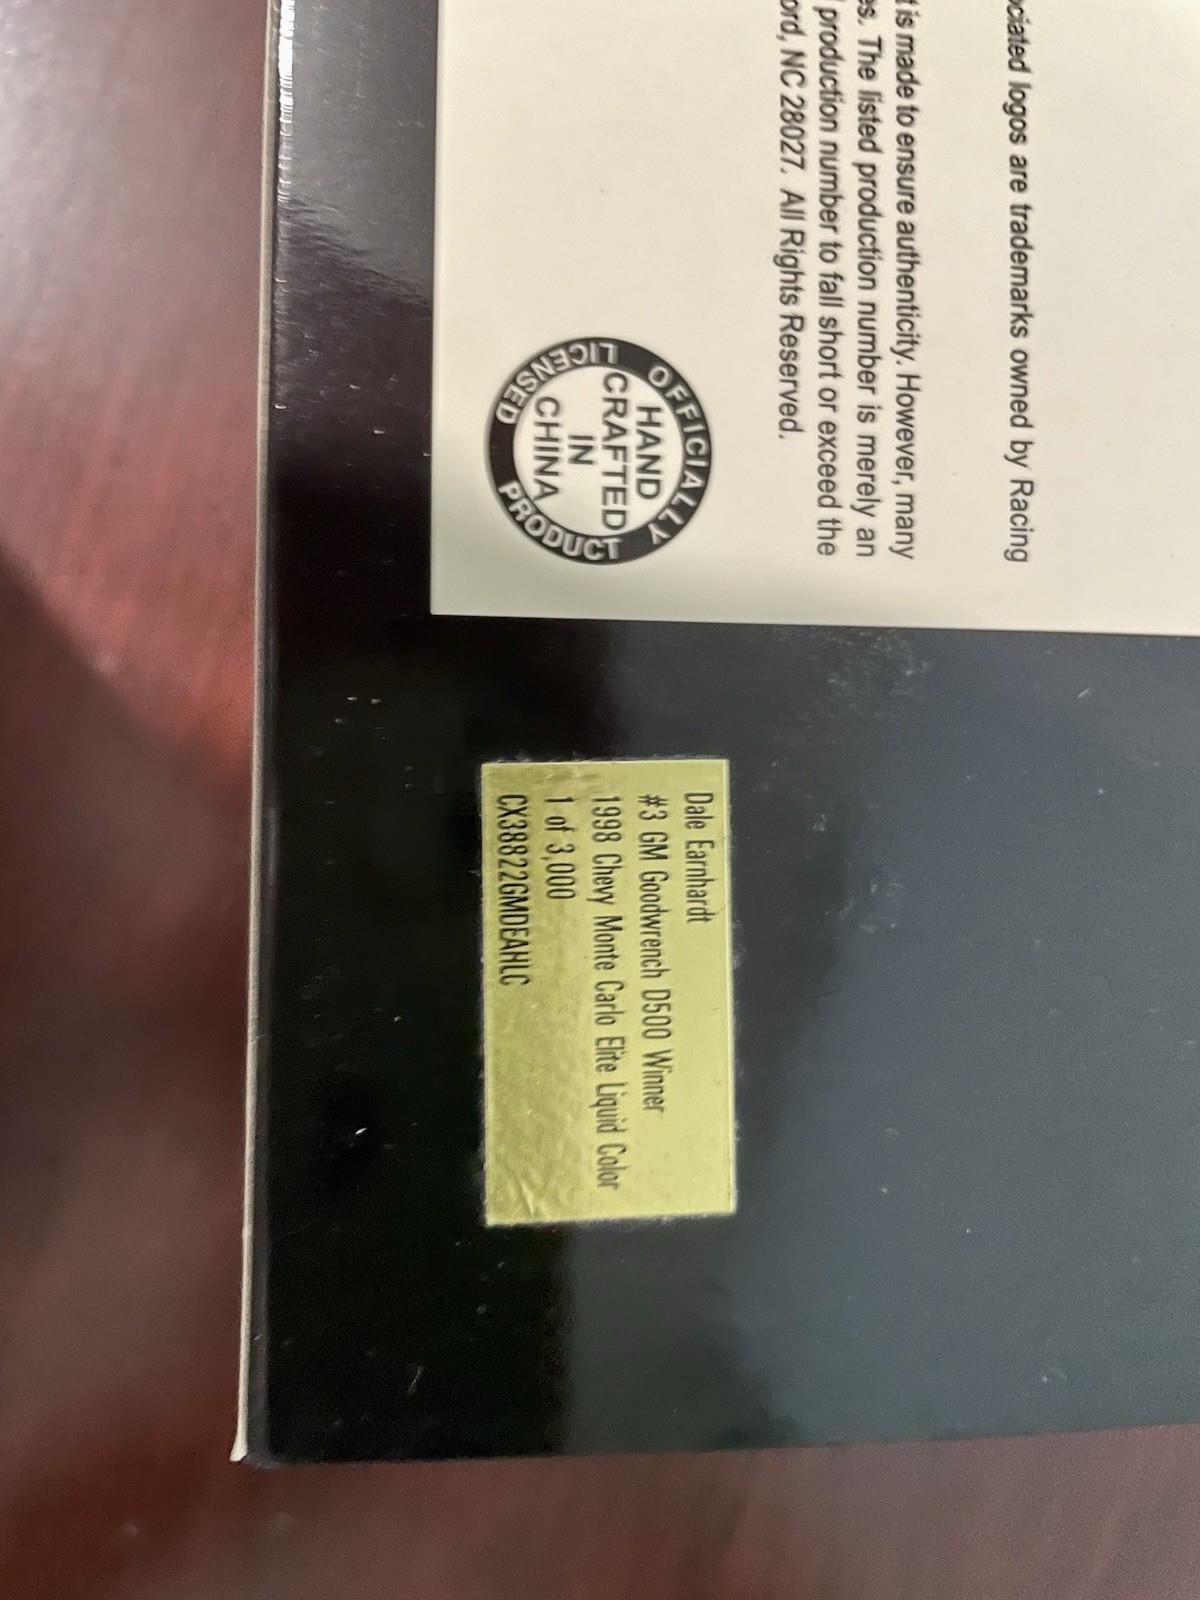 ociated logos are trademarks owned by Racing
t is made to ensure authenticity. However, many
es. The listed production number is merely an
production number to fall short or exceed the
ord, NC 28027. All Rights Reserved.
OFFICIALLY LICENSED PRODUCT
HAND
CRAFTED
IN
CHINA
Dale Earnhardt
#3 GM Goodwrench D500 Winner
1998 Chevy Monte Carlo Elite Liquid Color
1 of 3,000
CX38822GMDEAHLC